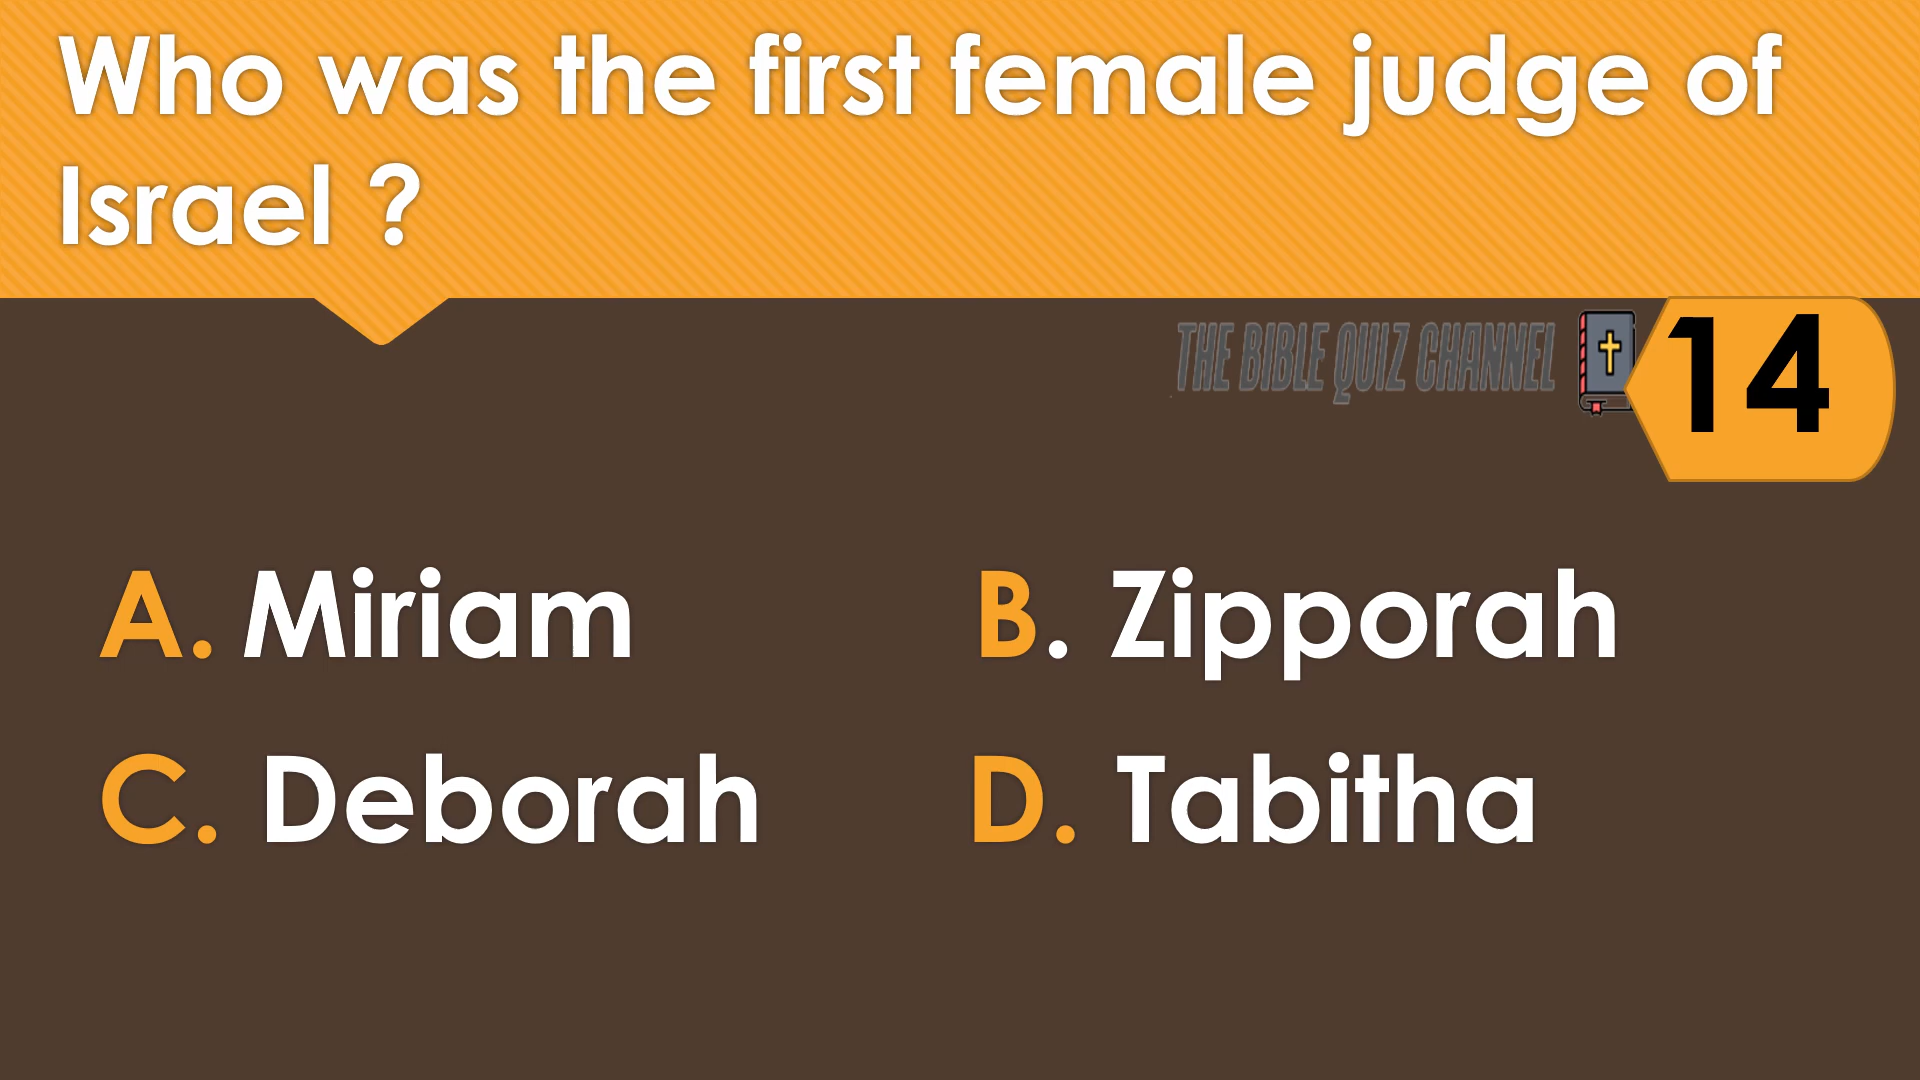 Who was the first female judge of
Israel ?
THE BIBLE QUIZ CHANNEL
14
A. Miriam
B. Zipporah
C. Deborah
D. Tabitha